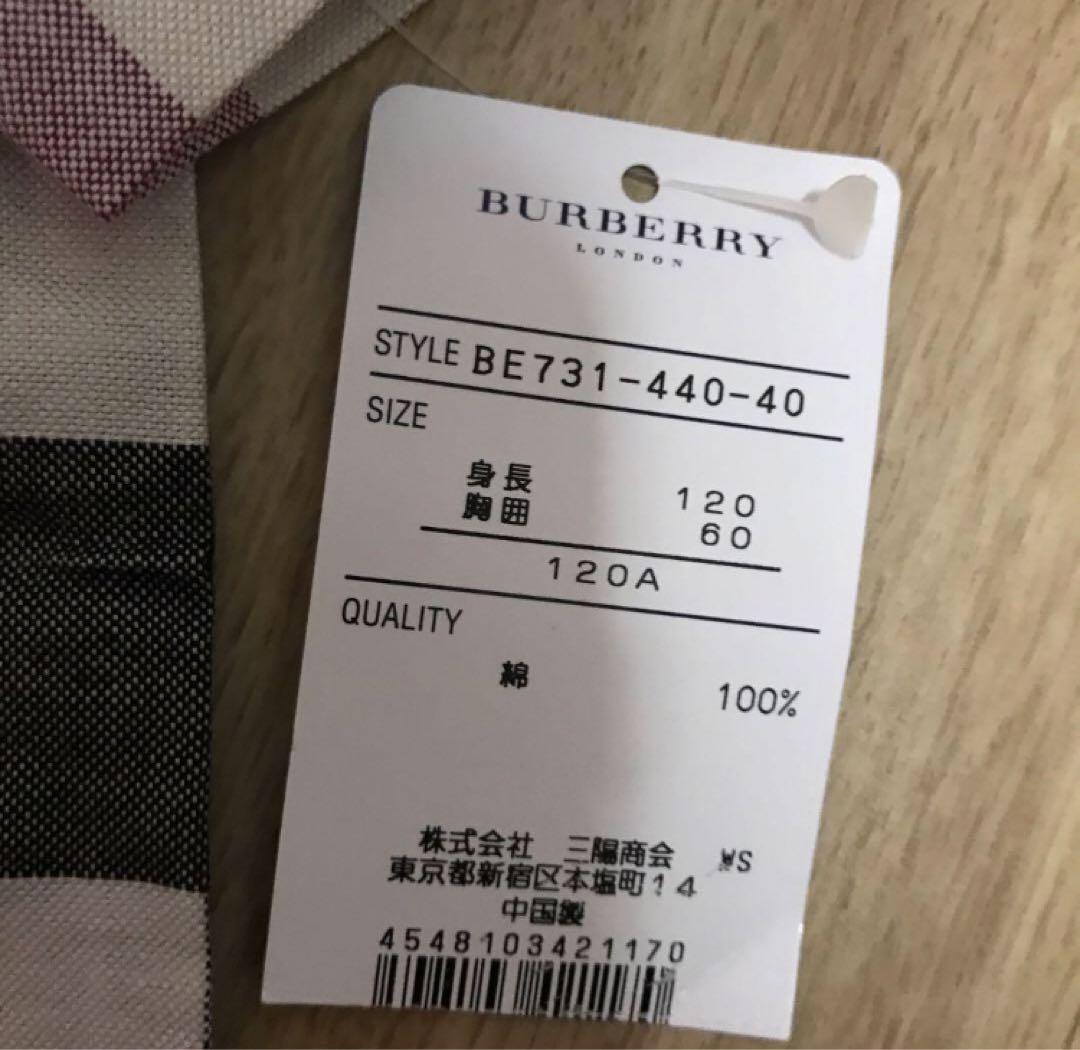 BURBERRY
LONDON
STYLE BE731-440-40
SIZE
身長 120
胸囲 60
120A
QUALITY
綿 100%
株式会社 三陽商会 WS
東京都新宿区本塩町14
中国製
4548103421170